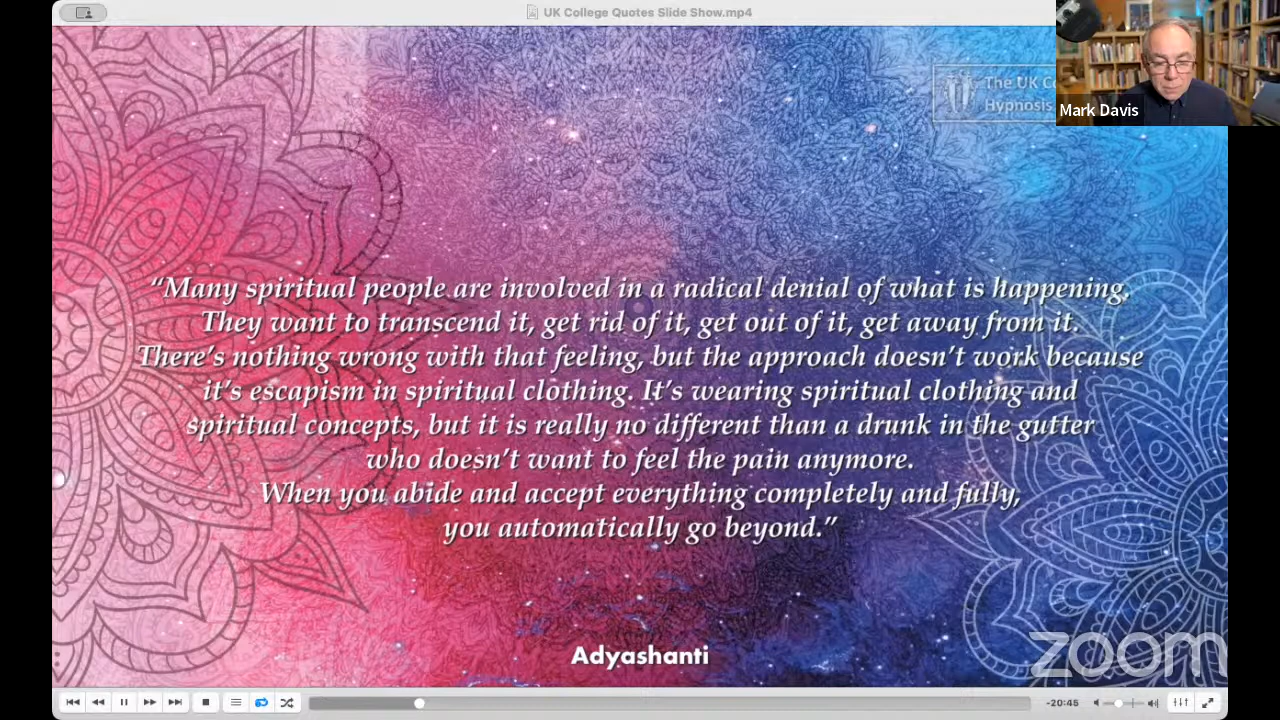 UK College Quotes Slide Show.mp4
The UK
Hypnosis
Mark Davis
“Many spiritual people are involved in a radical denial of what is happening.
They want to transcend it, get rid of it, get out of it, get away from it.
There’s nothing wrong with that feeling, but the approach doesn’t work because
it’s escapism in spiritual clothing. It’s wearing spiritual clothing and
spiritual concepts, but it is really no different than a drunk in the gutter
who doesn’t want to feel the pain anymore.
When you abide and accept everything completely and fully,
you automatically go beyond.”
Adyashanti
zoom
-20:45